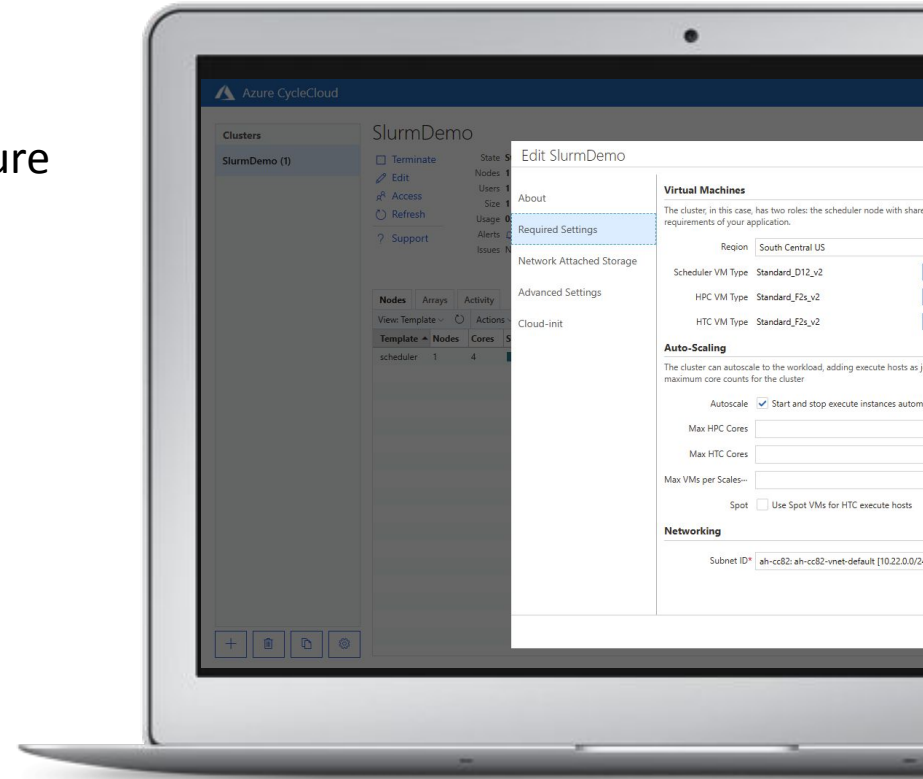 ure
Azure CycleCloud
Clusters
SlurmDemo (1)
SlurmDemo
Terminate
Edit
Access
Refresh
? Support
State
Nodes 1
Users 1
Size 1
Usage
Alerts
Issues
Nodes Arrays Activity
View: Template Actions
Template Nodes Cores
scheduler 1 4
Edit SlurmDemo
About
Required Settings
Network Attached Storage
Advanced Settings
Cloud-init
Virtual Machines
The cluster, in this case, has two roles: the scheduler node with share
requirements of your application.
Region South Central US
Scheduler VM Type Standard_D12_v2
HPC VM Type Standard_F2s_v2
HTC VM Type Standard_F2s_v2
Auto-Scaling
The cluster can autoscale to the workload, adding execute hosts as j
maximum core counts for the cluster
Autoscale Start and stop execute instances autom
Max HPC Cores
Max HTC Cores
Max VMs per Scales...
Spot Use Spot VMs for HTC execute hosts
Networking
Subnet ID* ah-cc82: ah-cc82-vnet-default [10.22.0.0/24